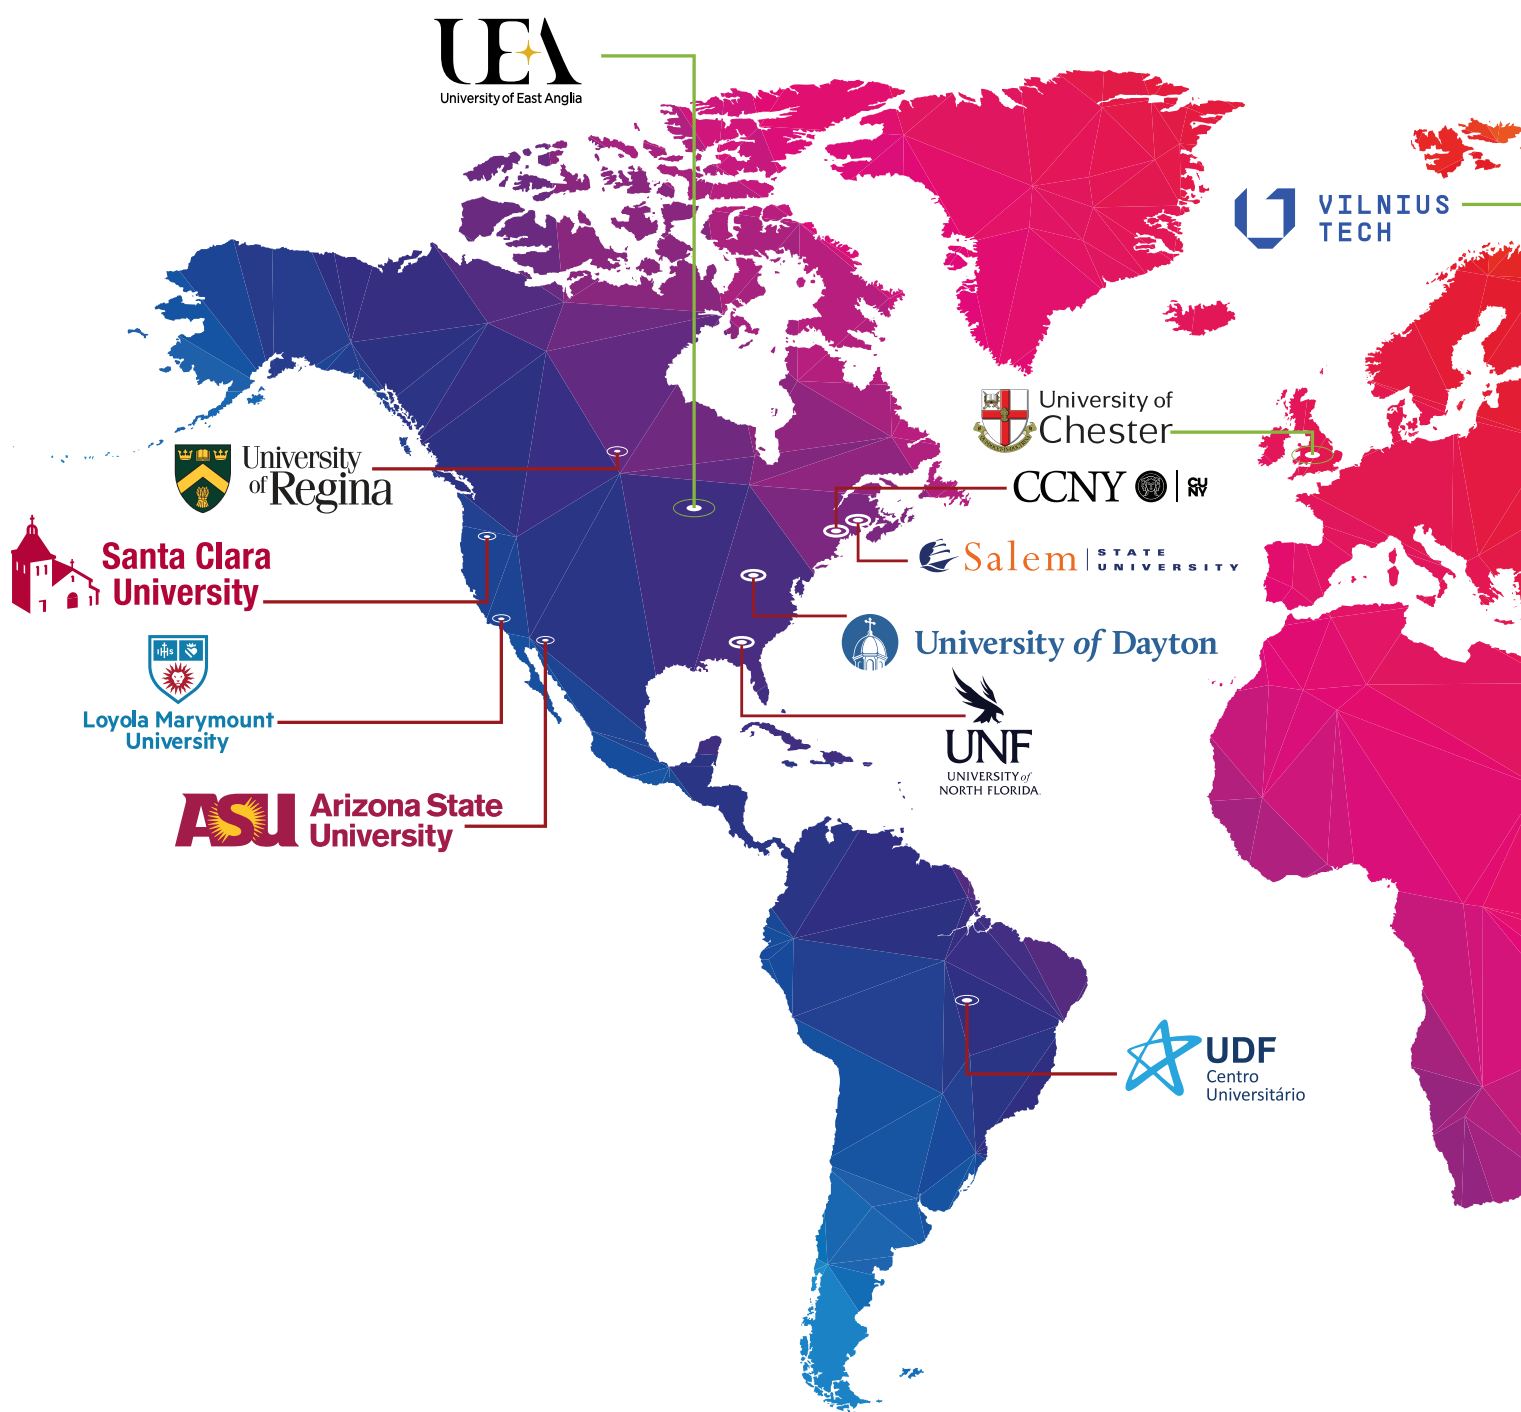 UEA
University of East Anglia
VILNIUS
TECH
University of
Chester
University
of Regina
CCNY
CU
NY
Santa Clara
University
Salem
STATE
UNIVERSITY
University of Dayton
IHS
Loyola Marymount
University
UNF
UNIVERSITY of
NORTH FLORIDA
ASU
Arizona State
University
UDF
Centro
Universitário